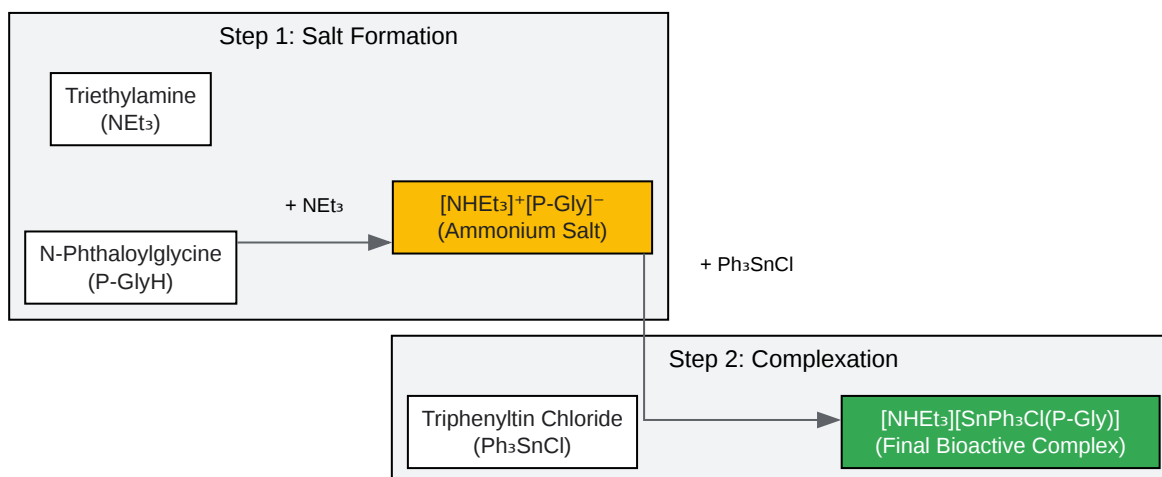 Step 1: Salt Formation
Triethylamine
(NEt₃)
+ NEt₃
[NHEt₃]⁺[P-Gly]⁻
(Ammonium Salt)
N-Phthaloylglycine
(P-GlyH)
+ Ph₃SnCl
Step 2: Complexation
Triphenyltin Chloride
(Ph₃SnCl)
[NHEt₃][SnPh₃Cl(P-Gly)]
(Final Bioactive Complex)